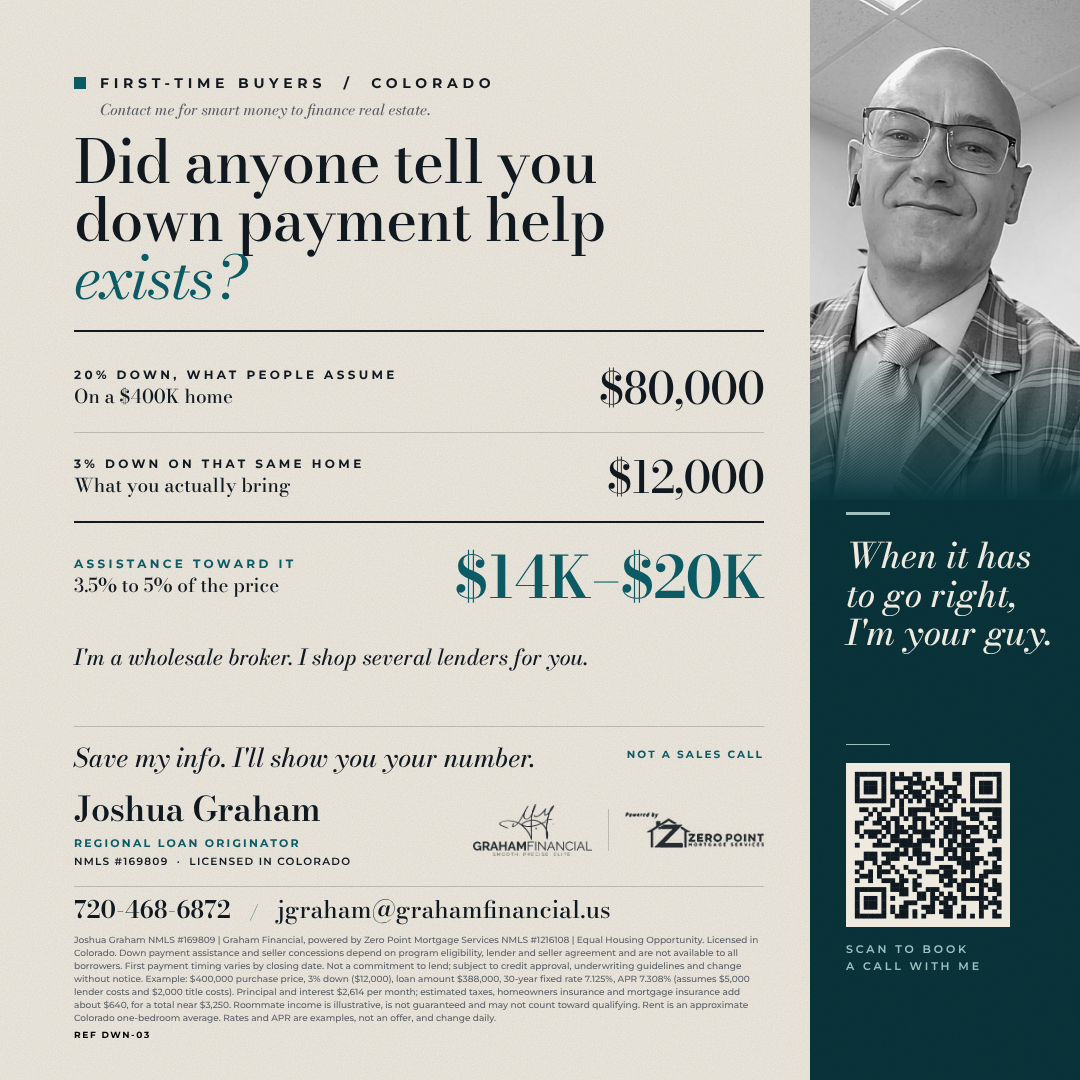 FIRST-TIME BUYERS / COLORADO
Contact me for smart money to finance real estate.
Did anyone tell you
down payment help
exists?
20% DOWN, WHAT PEOPLE ASSUME
On a $400K home
$80,000
3% DOWN ON THAT SAME HOME
What you actually bring
$12,000
ASSISTANCE TOWARD IT
3.5% to 5% of the price
$14K–$20K
I'm a wholesale broker. I shop several lenders for you.
Save my info. I'll show you your number.
NOT A SALES CALL
Joshua Graham
REGIONAL LOAN ORIGINATOR
NMLS #169809 · LICENSED IN COLORADO
GRAHAMFINANCIAL
SMOOTH. PRECISE. ELITE.
Powered by
ZERO POINT
MORTGAGE SERVICES
720-468-6872 / jgraham@grahamfinancial.us
Joshua Graham NMLS #169809 | Graham Financial, powered by Zero Point Mortgage Services NMLS #1216108 | Equal Housing Opportunity. Licensed in
Colorado. Down payment assistance and seller concessions depend on program eligibility, lender and seller agreement and are not available to all
borrowers. First payment timing varies by closing date. Not a commitment to lend; subject to credit approval, underwriting guidelines and change
without notice. Example: $400,000 purchase price, 3% down ($12,000), loan amount $388,000, 30-year fixed rate 7.125%, APR 7.308% (assumes $5,000
lender costs and $2,000 title costs). Principal and interest $2,614 per month; estimated taxes, homeowners insurance and mortgage insurance add
about $640, for a total near $3,250. Roommate income is illustrative, is not guaranteed and may not count toward qualifying. Rent is an approximate
Colorado one-bedroom average. Rates and APR are examples, not an offer, and change daily.
REF DWN-03
When it has
to go right,
I'm your guy.
SCAN TO BOOK
A CALL WITH ME